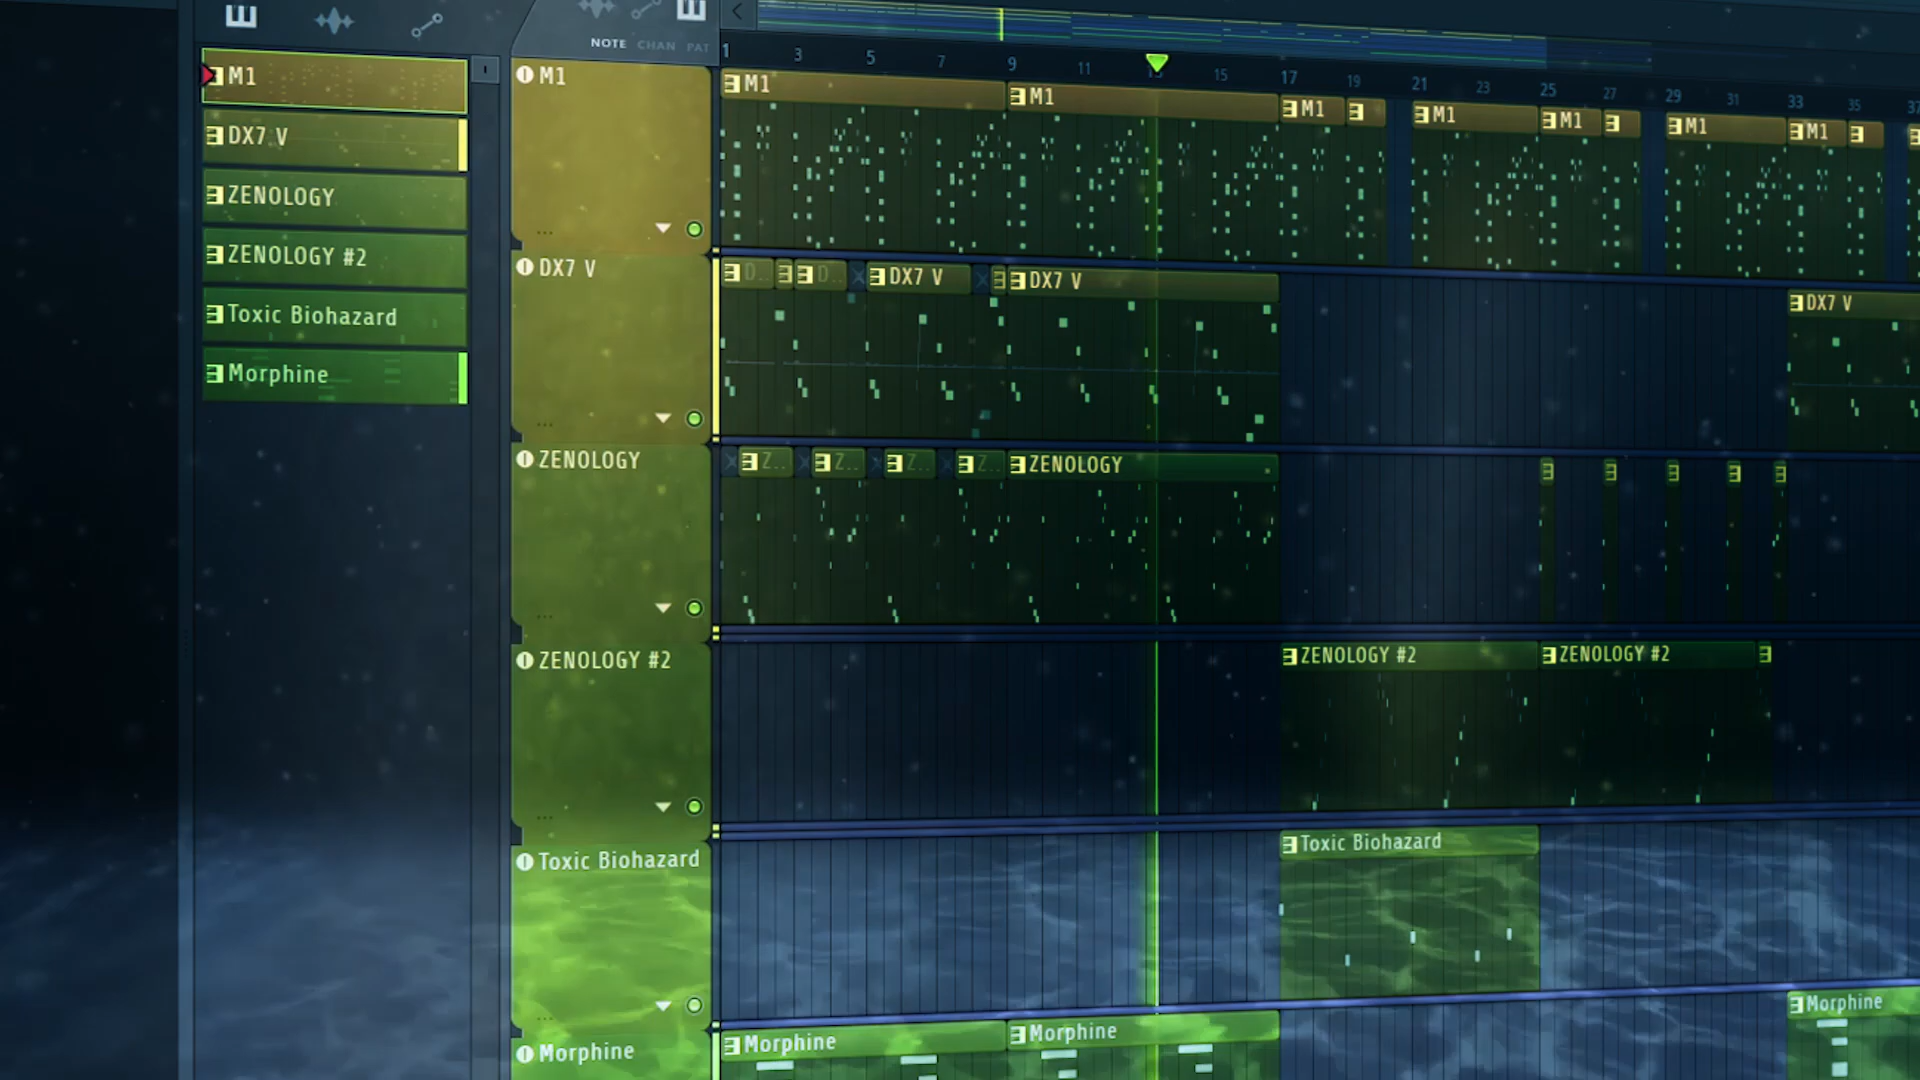 NOTE CHAN PAT
M1
DX7 V
ZENOLOGY
ZENOLOGY #2
Toxic Biohazard
Morphine
1 3 5 7 9 11 15 17 19 21 23 25 27 29 31 33 35
M1 M1 M1 M1 M1 M1 M1 M1
DX7 V D.. D.. DX7 V DX7 V DX7 V
ZENOLOGY Z.. Z.. Z.. Z.. ZENOLOGY
ZENOLOGY #2 ZENOLOGY #2 ZENOLOGY #2
Toxic Biohazard Toxic Biohazard
Morphine Morphine Morphine Morphine